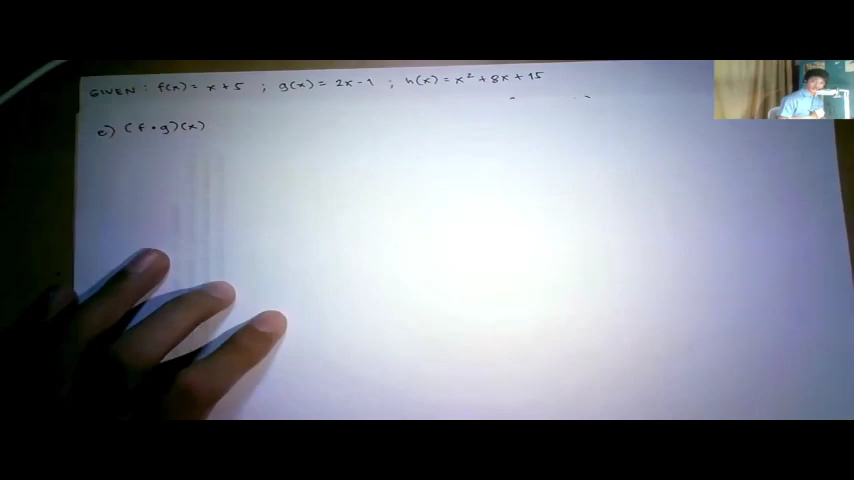 GIVEN : f(x) = x + 5 ; g(x) = 2x - 1 ; h(x) = x² + 8x + 15
e) (f • g)(x)